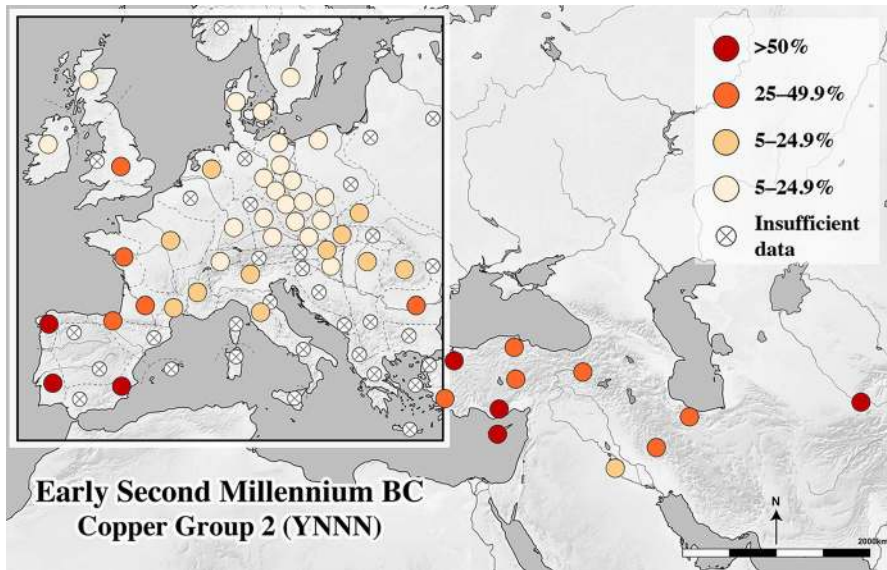 >50%
25–49.9%
5–24.9%
5–24.9%
Insufficient
data
Early Second Millennium BC
Copper Group 2 (YNNN)
N
2000km